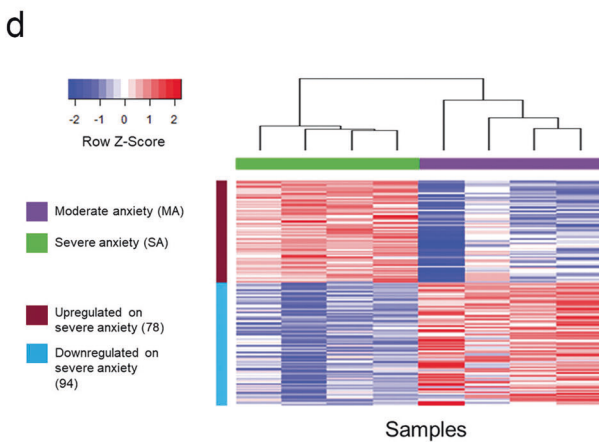 d
-2 -1 0 1 2
Row Z-Score
Moderate anxiety (MA)
Severe anxiety (SA)
Upregulated on
severe anxiety (78)
Downregulated on
severe anxiety
(94)
Samples